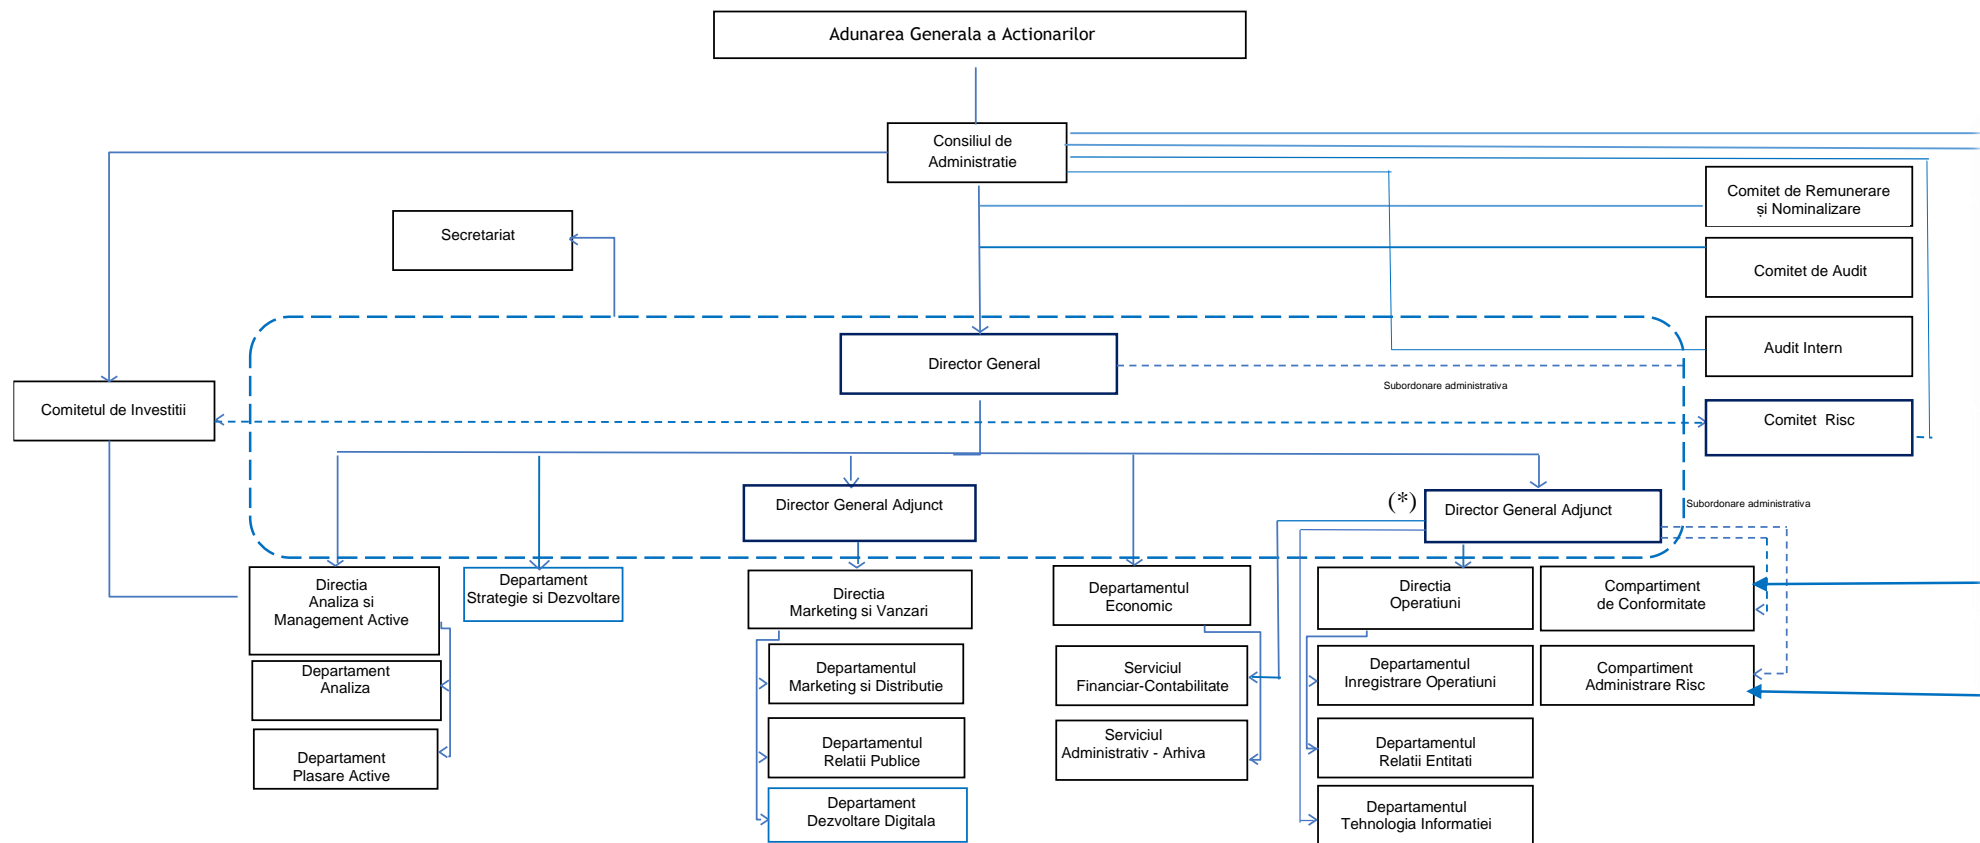 Adunarea Generala a Actionarilor
Consiliul de
Administratie
Comitet de Remunerare
și Nominalizare
Secretariat
Comitet de Audit
Audit Intern
Director General
Subordonare administrativa
Comitetul de Investitii
Comitet Risc
Director General Adjunct
(*)
Director General Adjunct
Subordonare administrativa
Directia
Analiza si
Management Active
Departament
Strategie si Dezvoltare
Directia
Marketing si Vanzari
Departamentul
Economic
Directia
Operatiuni
Compartiment
de Conformitate
Departament
Analiza
Departamentul
Marketing si Distributie
Serviciul
Financiar-Contabilitate
Departamentul
Inregistrare Operatiuni
Compartiment
Administrare Risc
Departament
Plasare Active
Departamentul
Relatii Publice
Serviciul
Administrativ - Arhiva
Departamentul
Relatii Entitati
Departament
Dezvoltare Digitala
Departamentul
Tehnologia Informatiei